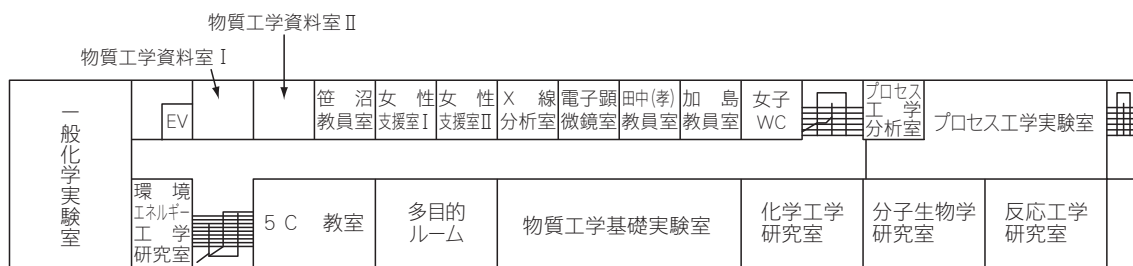 物質工学資料室Ⅱ
物質工学資料室Ⅰ
一般化学実験室
EV
笹沼
教員室
女性
支援室Ⅰ
女性
支援室Ⅱ
X線
分析室
電子顕
微鏡室
田中(孝)
教員室
加島
教員室
女子
WC
プロセス
工学
分析室
プロセス工学実験室
環境
エネルギー
工学
研究室
5C 教室
多目的
ルーム
物質工学基礎実験室
化学工学
研究室
分子生物学
研究室
反応工学
研究室